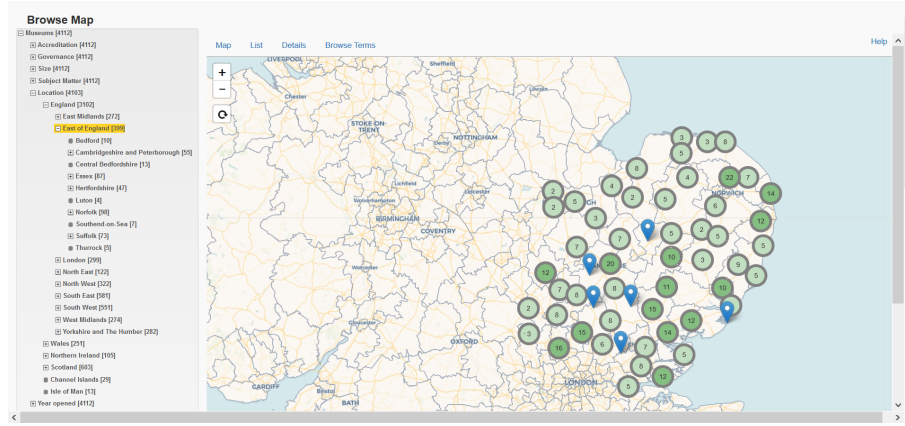 Browse Map
Museums [4112]
Accreditation [4112]
Governance [4112]
Size [4112]
Subject Matter [4112]
Location [4103]
England [3102]
East Midlands [272]
East of England [399]
Bedford [10]
Cambridgeshire and Peterborough [55]
Central Bedfordshire [13]
Essex [87]
Hertfordshire [47]
Luton [4]
Norfolk [98]
Southend-on-Sea [7]
Suffolk [73]
Thurrock [5]
London [299]
North East [122]
North West [322]
South East [581]
South West [551]
West Midlands [274]
Yorkshire and The Humber [282]
Wales [251]
Northern Ireland [105]
Scotland [603]
Channel Islands [29]
Isle of Man [13]
Year opened [4112]
Map List Details Browse Terms Help
+
−
LIVERPOOL Sheffield
Chester Lincoln
STOKE-ON-TRENT
NOTTINGHAM
Derby
3 3 8
5
8 4 22 7
NORWICH
Lichfield Leicester
2 4 2 5 14
Wolverhampton
2 5 6
BIRMINGHAM
3 12
COVENTRY
7 5 2 5
7 5
Worcester
12 20 10 3 9
5
7 8 8 11 10
2 8 15
Gloucester
8 12
3 15 14
OXFORD
16 6 7 5
8
LONDON
12
5
CARDIFF
Bristol
BATH